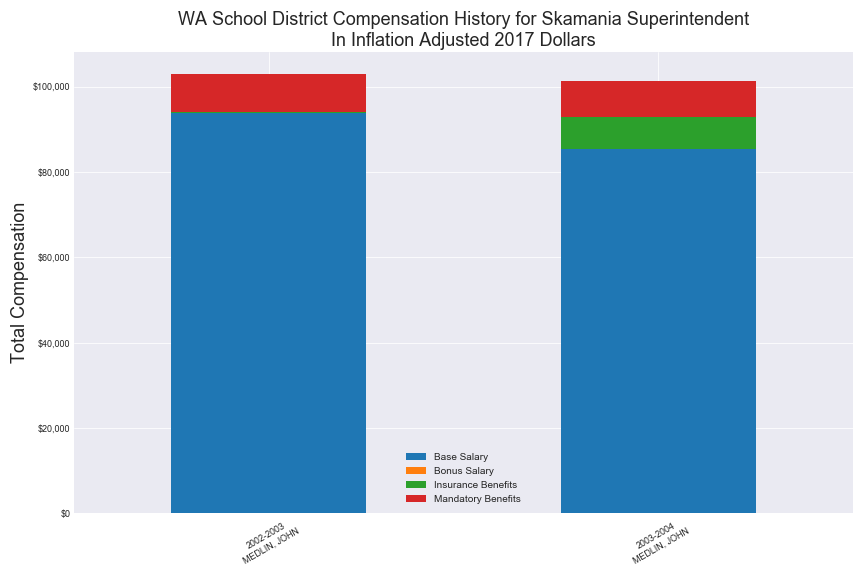 WA School District Compensation History for Skamania Superintendent
In Inflation Adjusted 2017 Dollars
Total Compensation
$100,000
$80,000
$60,000
$40,000
$20,000
$0
Base Salary
Bonus Salary
Insurance Benefits
Mandatory Benefits
2002-2003
MEDLIN, JOHN
2003-2004
MEDLIN, JOHN